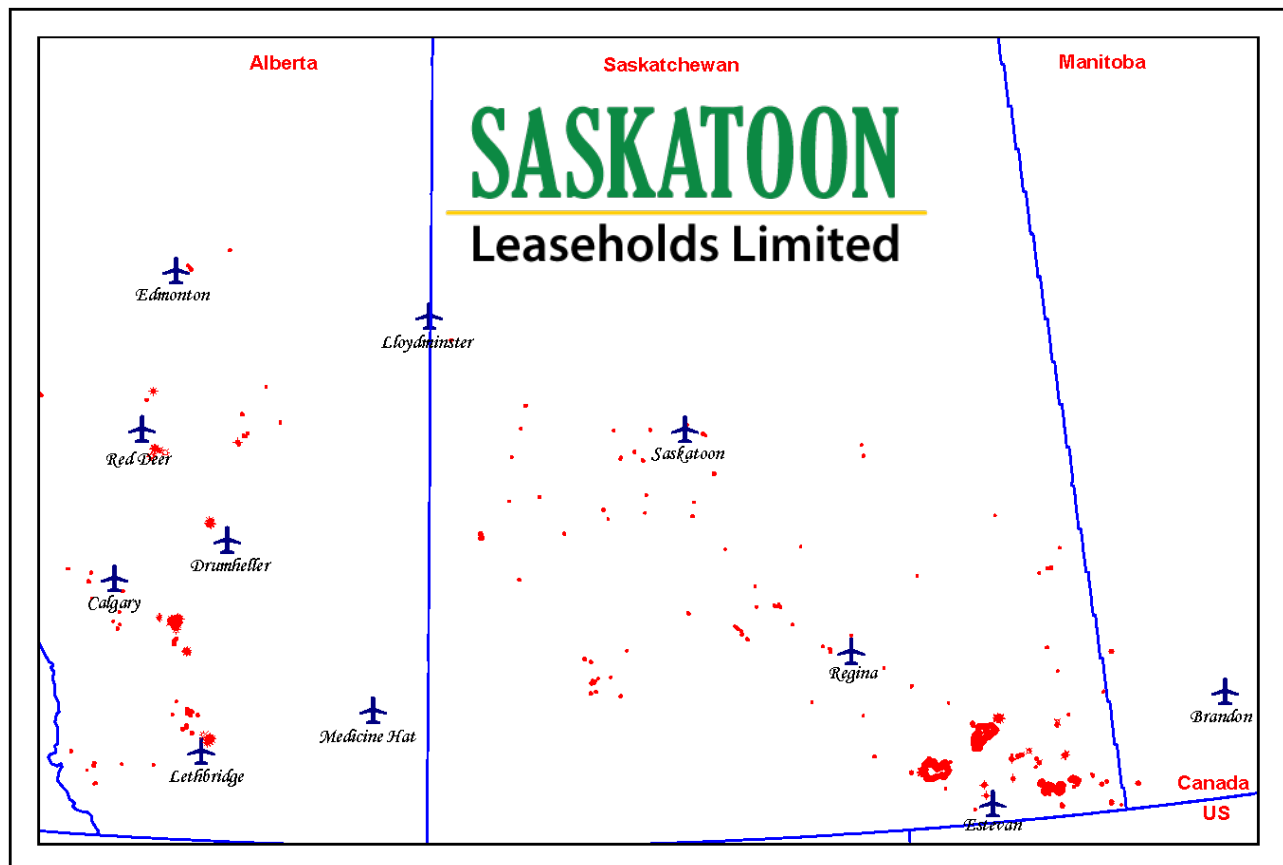 Alberta
Saskatchewan
Manitoba
SASKATOON
Leaseholds Limited
Edmonton
Lloydminster
Red Deer
Saskatoon
Drumheller
Calgary
Regina
Brandon
Medicine Hat
Lethbridge
Canada
US
Estevan